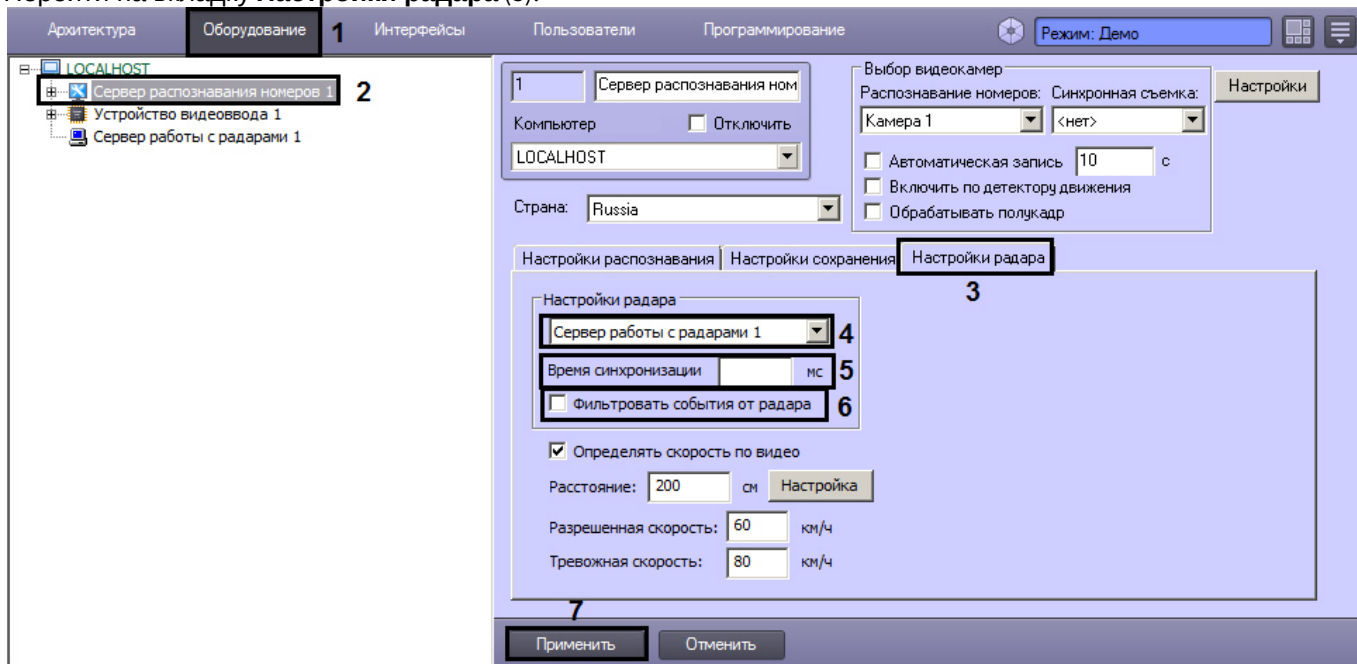 Перейти на вкладку Настройки радара (3).
Архитектура Оборудование 1 Интерфейсы Пользователи Программирование Режим: Демо
LOCALHOST
Сервер распознавания номеров 1 2
Устройство видеоввода 1
Сервер работы с радарами 1
1 Сервер распознавания ном
Компьютер Отключить
LOCALHOST
Страна: Russia
Выбор видеокамер
Распознавание номеров: Синхронная съемка:
Камера 1 <нет>
Автоматическая запись 10 с
Включить по детектору движения
Обрабатывать полукадр
Настройки
Настройки распознавания Настройки сохранения Настройки радара
3
Настройки радара
Сервер работы с радарами 1 4
Время синхронизации мс 5
Фильтровать события от радара 6
Определять скорость по видео
Расстояние: 200 см Настройка
Разрешенная скорость: 60 км/ч
Тревожная скорость: 80 км/ч
7
Применить Отменить